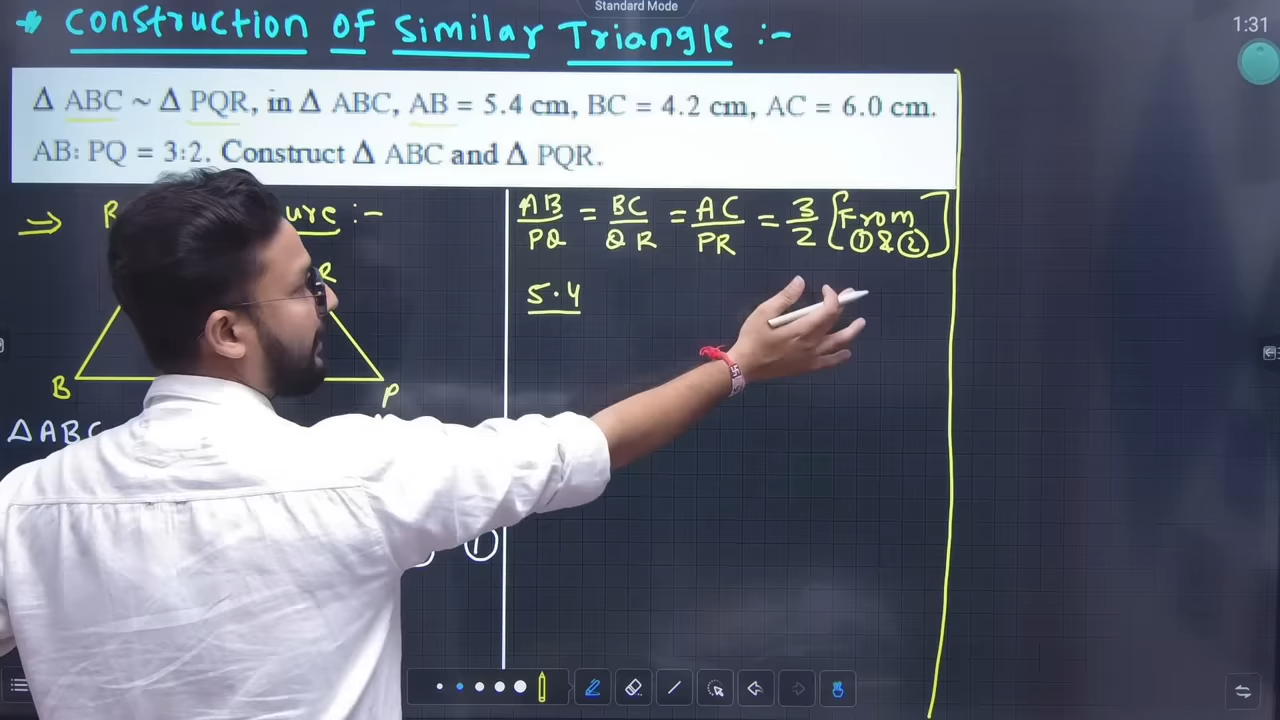 Standard Mode
1:31
* Construction of Similar Triangle :-
Δ ABC ~ Δ PQR, in Δ ABC, AB = 5.4 cm, BC = 4.2 cm, AC = 6.0 cm.
AB: PQ = 3:2. Construct Δ ABC and Δ PQR.
⇒ R ure :-
R
B P
ΔABC
①
AB/PQ = BC/QR = AC/PR = 3/2 [From ① & ②]
5.4